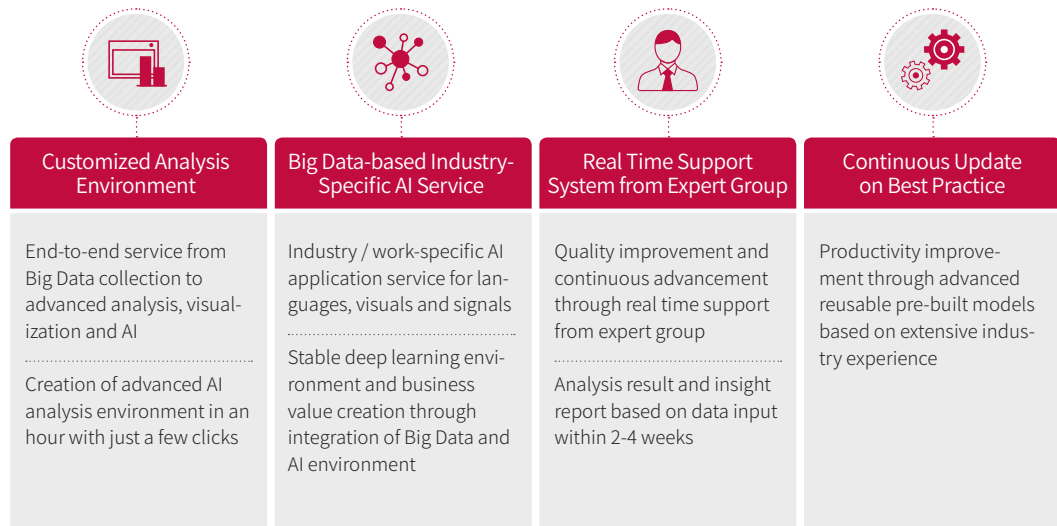 Customized Analysis
Environment
End-to-end service from
Big Data collection to
advanced analysis, visual-
ization and AI
Creation of advanced AI
analysis environment in an
hour with just a few clicks
Big Data-based Industry-
Specific AI Service
Industry / work-specific AI
application service for lan-
guages, visuals and signals
Stable deep learning envi-
ronment and business
value creation through
integration of Big Data and
AI environment
Real Time Support
System from Expert Group
Quality improvement and
continuous advancement
through real time support
from expert group
Analysis result and insight
report based on data input
within 2-4 weeks
Continuous Update
on Best Practice
Productivity improve-
ment through advanced
reusable pre-built models
based on extensive indus-
try experience